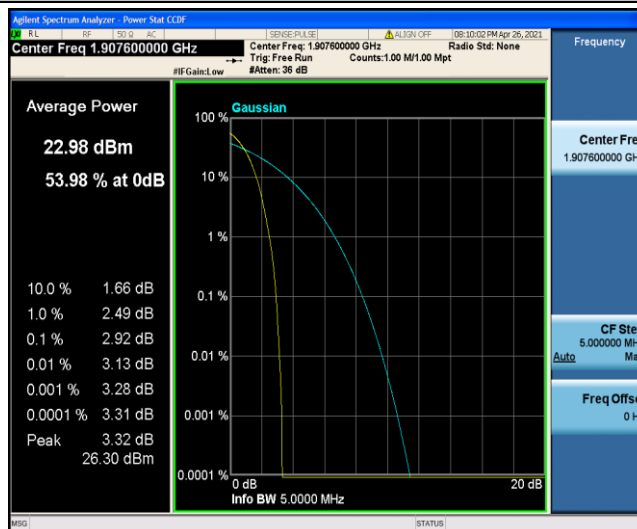 Agilent Spectrum Analyzer - Power Stat CCDF
RL RF 50 Ω AC SENSE:PULSE ALIGN OFF 08:10:02 PM Apr 26, 2021
Center Freq 1.907600000 GHz
Center Freq: 1.907600000 GHz Radio Std: None
Trig: Free Run Counts:1.00 M/1.00 Mpt
#IFGain:Low #Atten: 36 dB
Frequency
Average Power
22.98 dBm
53.98 % at 0dB
10.0 % 1.66 dB
1.0 % 2.49 dB
0.1 % 2.92 dB
0.01 % 3.13 dB
0.001 % 3.28 dB
0.0001 % 3.31 dB
Peak 3.32 dB
26.30 dBm
Gaussian
100 %
10 %
1 %
0.1 %
0.01 %
0.001 %
0.0001 %
0 dB 20 dB
Info BW 5.0000 MHz
Center Fre
1.907600000 GH
CF Ste
5.000000 MH
Auto Ma
Freq Offs
0 H
MSG STATUS